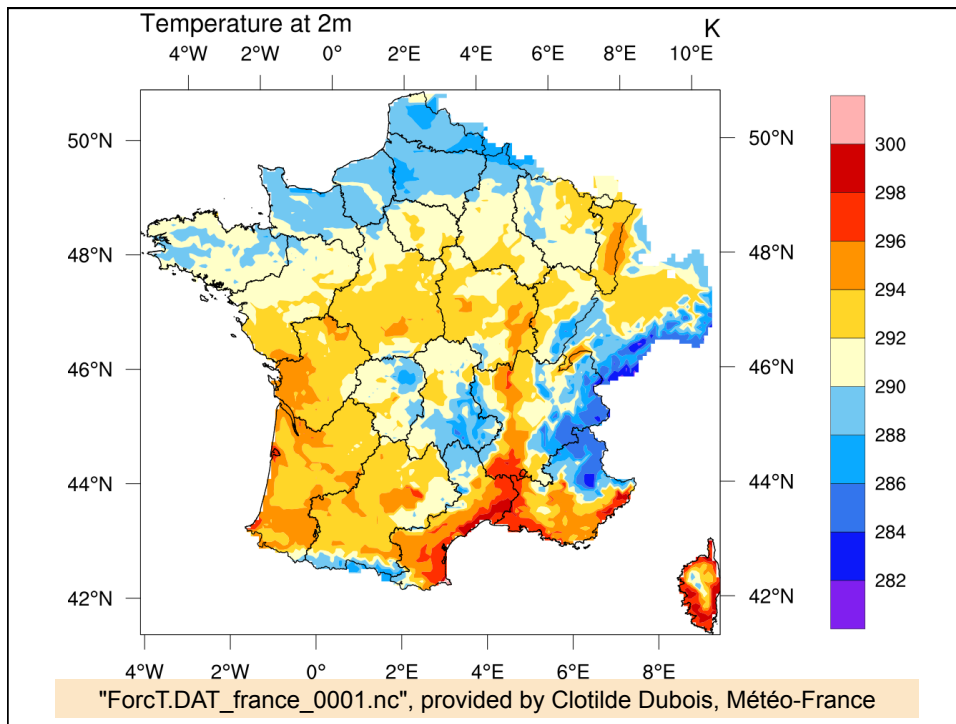 Temperature at 2m
K
4°W 2°W 0° 2°E 4°E 6°E 8°E 10°E
50°N 50°N
48°N 48°N
46°N 46°N
44°N 44°N
42°N 42°N
4°W 2°W 0° 2°E 4°E 6°E 8°E
300
298
296
294
292
290
288
286
284
282
"ForcT.DAT_france_0001.nc", provided by Clotilde Dubois, Météo-France